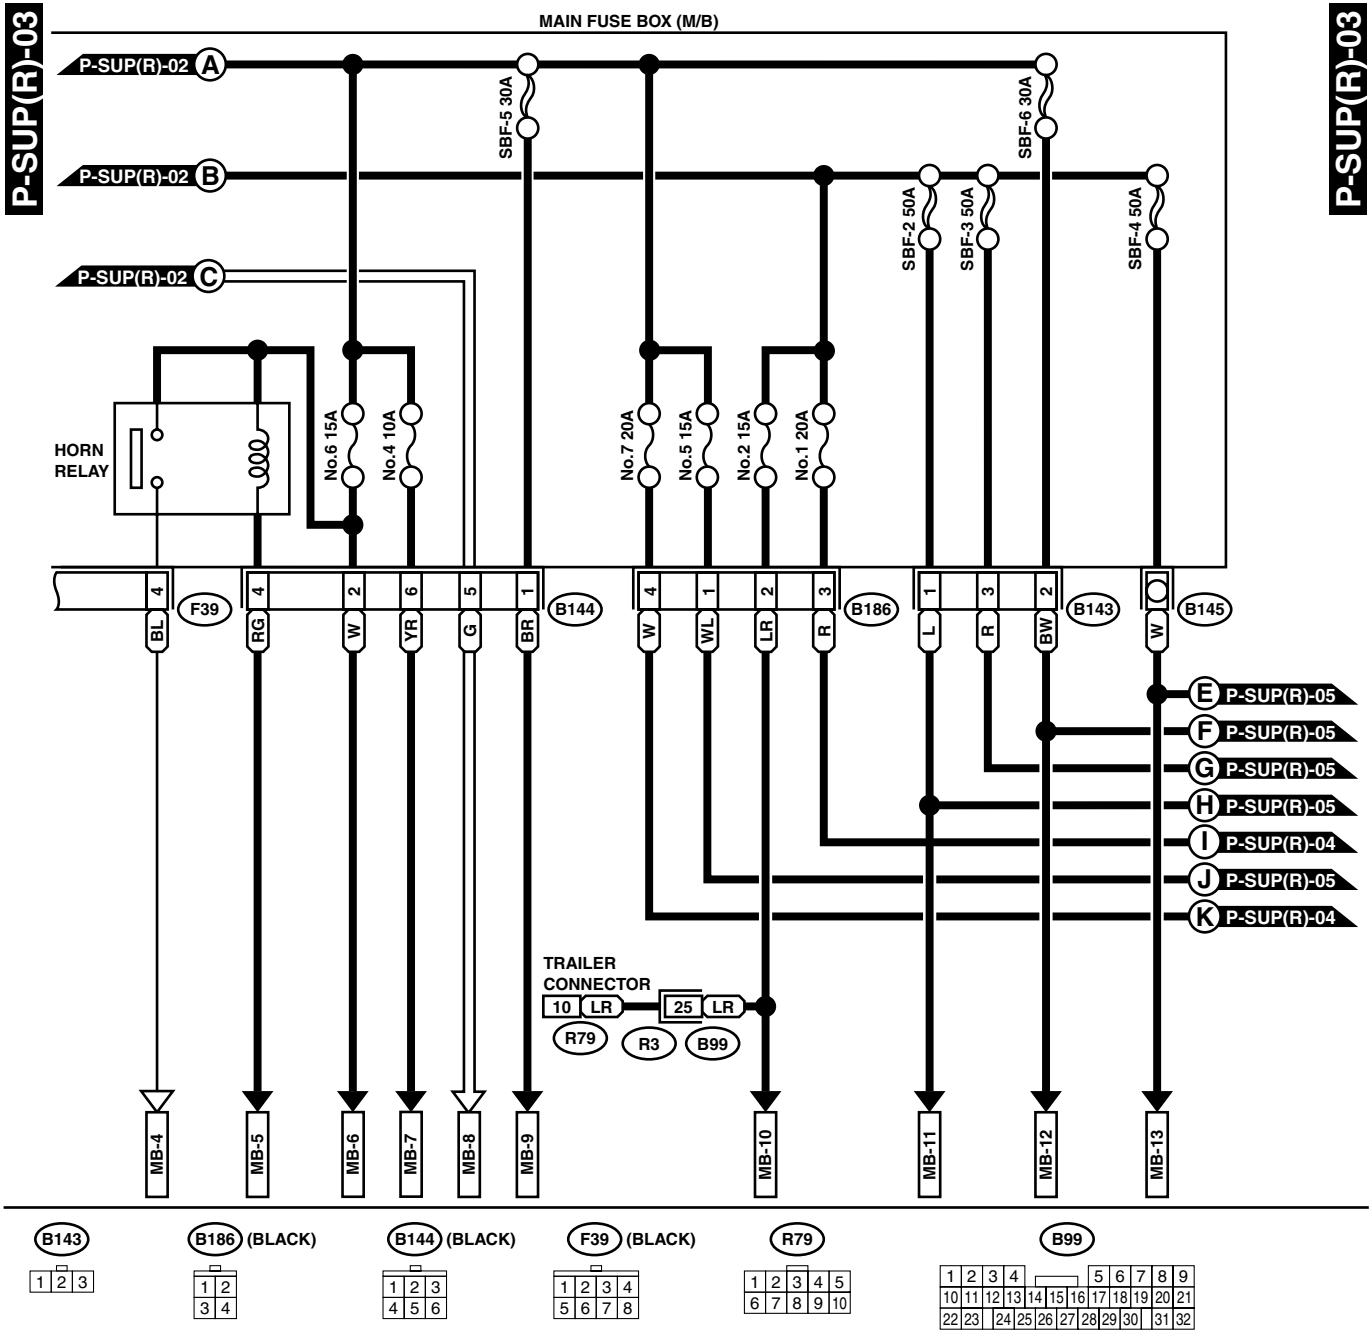 P-SUP(R)-03
MAIN FUSE BOX (M/B)
P-SUP(R)-03
P-SUP(R)-02 A
SBF-5 30A
SBF-6 30A
P-SUP(R)-02 B
SBF-2 50A
SBF-3 50A
SBF-4 50A
P-SUP(R)-02 C
HORN
RELAY
No.6 15A
No.4 10A
No.7 20A
No.5 15A
No.2 15A
No.1 20A
4 4 2 6 5 1 4 1 2 3 1 3 2
F39 B144 B186 B143 B145
BL RG W YR G BR W WL LR R L R BW W
E P-SUP(R)-05
F P-SUP(R)-05
G P-SUP(R)-05
H P-SUP(R)-05
I P-SUP(R)-04
J P-SUP(R)-05
K P-SUP(R)-04
TRAILER
CONNECTOR
10 LR 25 LR
R79 R3 B99
MB-4 MB-5 MB-6 MB-7 MB-8 MB-9 MB-10 MB-11 MB-12 MB-13
B143
1 2 3
B186 (BLACK)
1 2
3 4
B144 (BLACK)
1 2 3
4 5 6
F39 (BLACK)
1 2 3 4
5 6 7 8
R79
1 2 3 4 5
6 7 8 9 10
B99
1 2 3 4 5 6 7 8 9
10 11 12 13 14 15 16 17 18 19 20 21
22 23 24 25 26 27 28 29 30 31 32